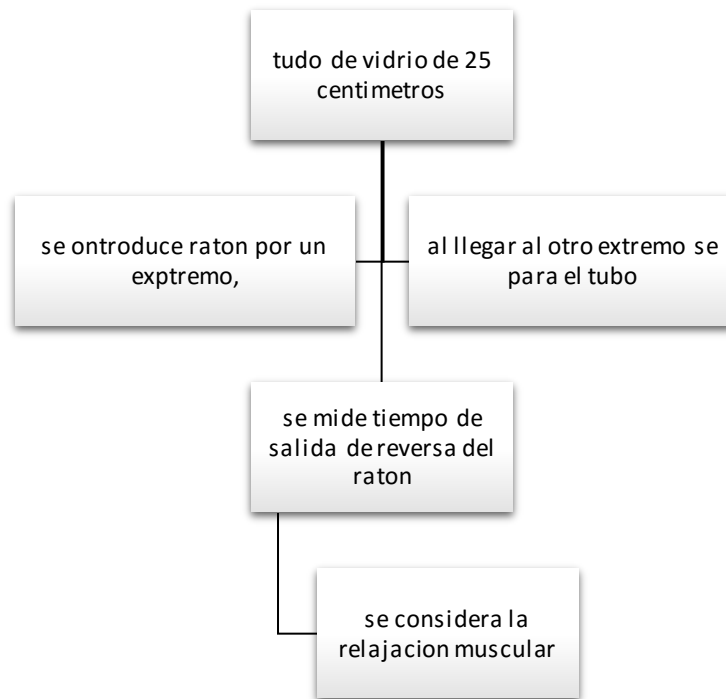 tudo de vidrio de 25
centimetros
se ontroduce raton por un
exptremo,
al llegar al otro extremo se
para el tubo
se mide tiempo de
salida de reversa del
raton
se considera la
relajacion muscular